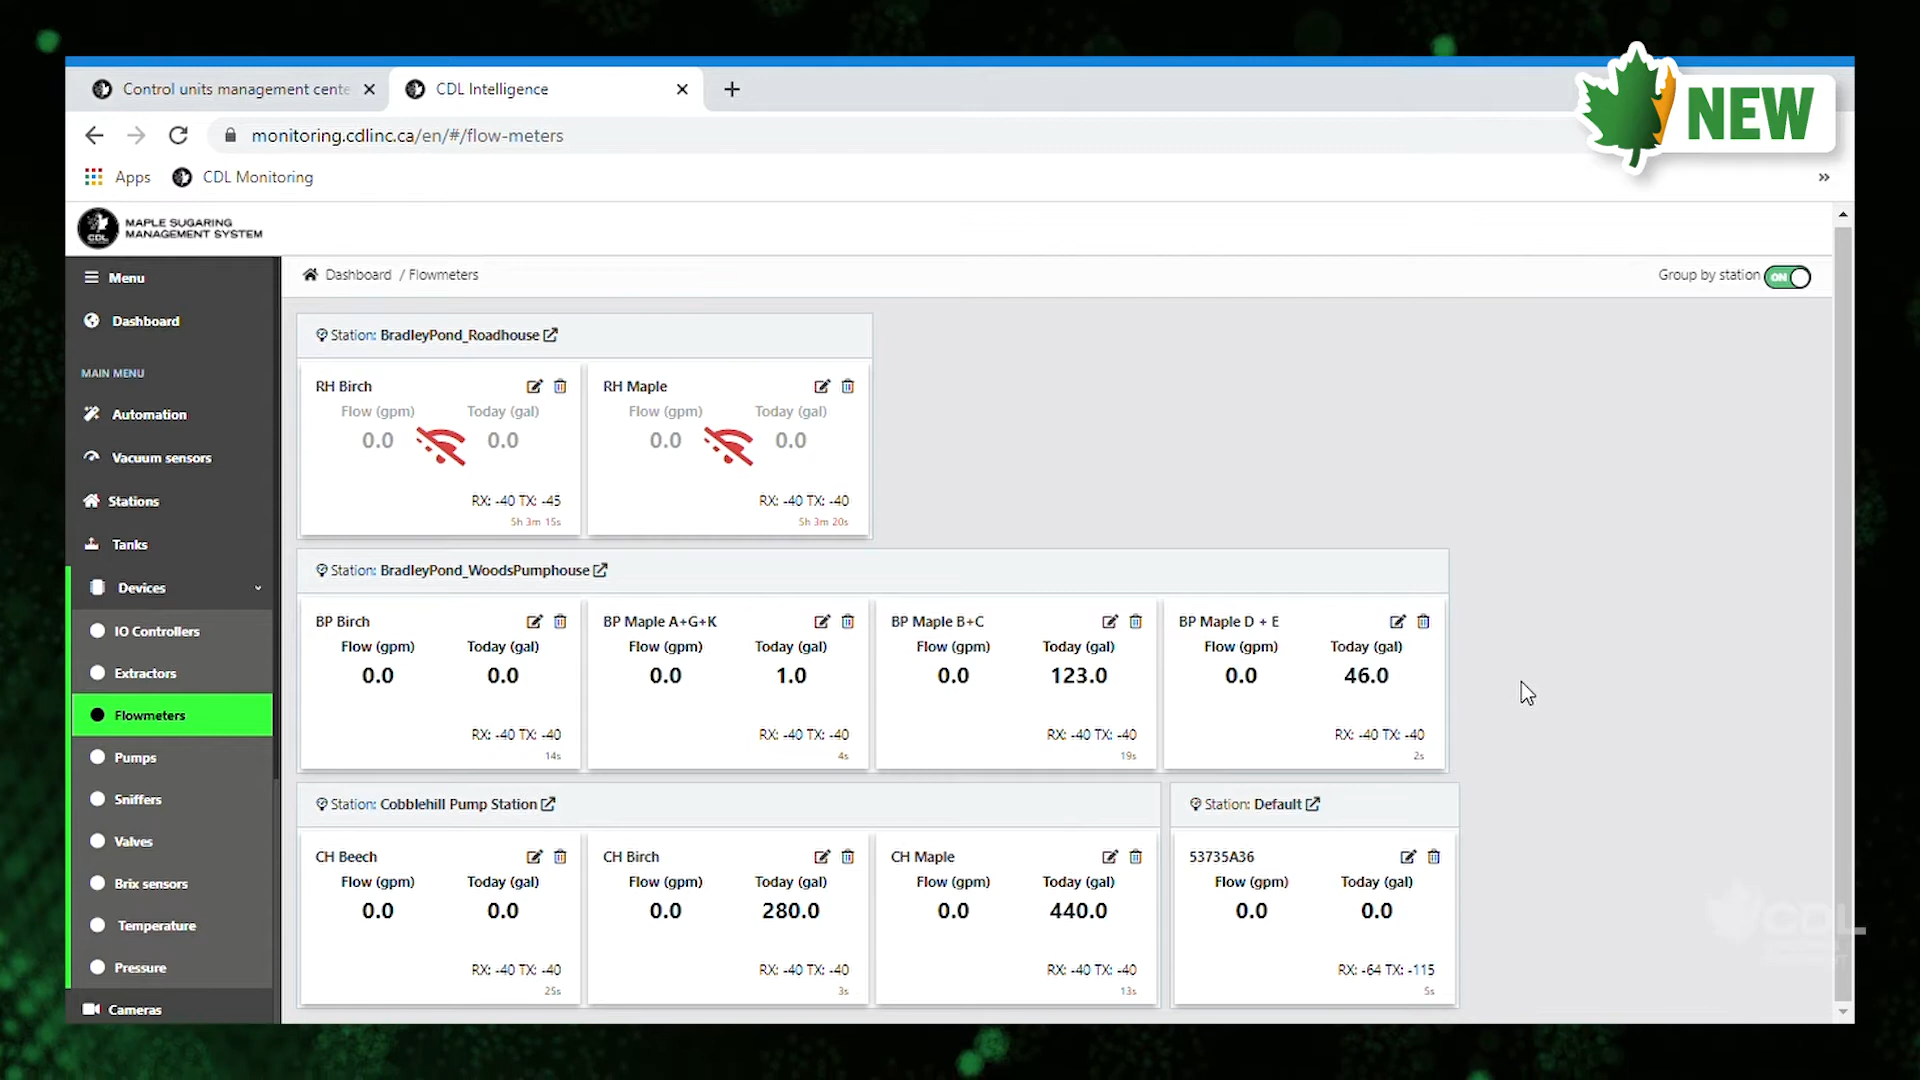 Control units management cente
CDL Intelligence
NEW
monitoring.cdlinc.ca/en/#/flow-meters
Apps
CDL Monitoring
»
CDL
MAPLE SUGARING
MANAGEMENT SYSTEM
Menu
Dashboard / Flowmeters
Group by station ON
Dashboard
MAIN MENU
Automation
Vacuum sensors
Stations
Tanks
Devices
IO Controllers
Extractors
Flowmeters
Pumps
Sniffers
Valves
Brix sensors
Temperature
Pressure
Cameras
Station: BradleyPond_Roadhouse
RH Birch
Flow (gpm) Today (gal)
0.0 0.0
RX: -40 TX: -45
5h 3m 15s
RH Maple
Flow (gpm) Today (gal)
0.0 0.0
RX: -40 TX: -40
5h 3m 20s
Station: BradleyPond_WoodsPumphouse
BP Birch
Flow (gpm) Today (gal)
0.0 0.0
RX: -40 TX: -40
14s
BP Maple A+G+K
Flow (gpm) Today (gal)
0.0 1.0
RX: -40 TX: -40
4s
BP Maple B+C
Flow (gpm) Today (gal)
0.0 123.0
RX: -40 TX: -40
19s
BP Maple D + E
Flow (gpm) Today (gal)
0.0 46.0
RX: -40 TX: -40
2s
Station: Cobblehill Pump Station
CH Beech
Flow (gpm) Today (gal)
0.0 0.0
RX: -40 TX: -40
25s
CH Birch
Flow (gpm) Today (gal)
0.0 280.0
RX: -40 TX: -40
3s
CH Maple
Flow (gpm) Today (gal)
0.0 440.0
RX: -40 TX: -40
13s
Station: Default
53735A36
Flow (gpm) Today (gal)
0.0 0.0
RX: -64 TX: -115
5s
CDL